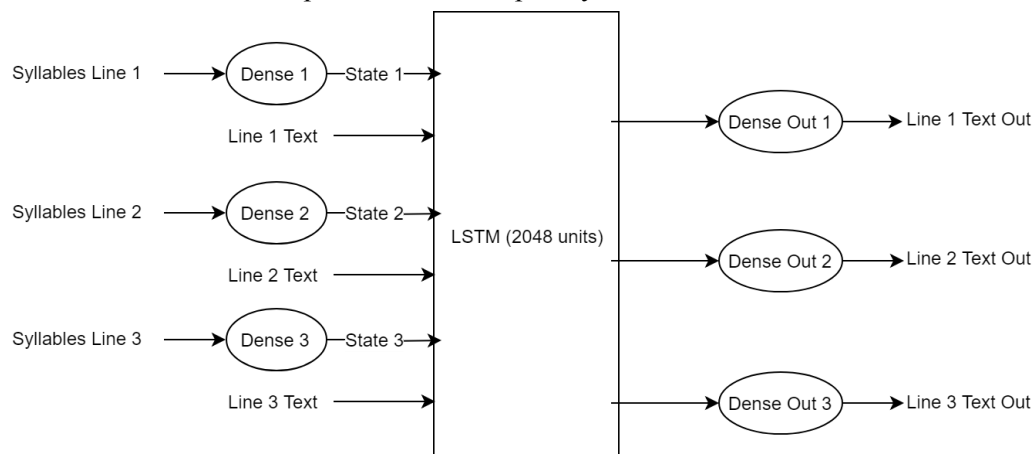 Syllables Line 1 Dense 1 State 1
Line 1 Text
Dense Out 1 Line 1 Text Out
Syllables Line 2 Dense 2 State 2
LSTM (2048 units)
Line 2 Text
Dense Out 2 Line 2 Text Out
Syllables Line 3 Dense 3 State 3
Line 3 Text
Dense Out 3 Line 3 Text Out